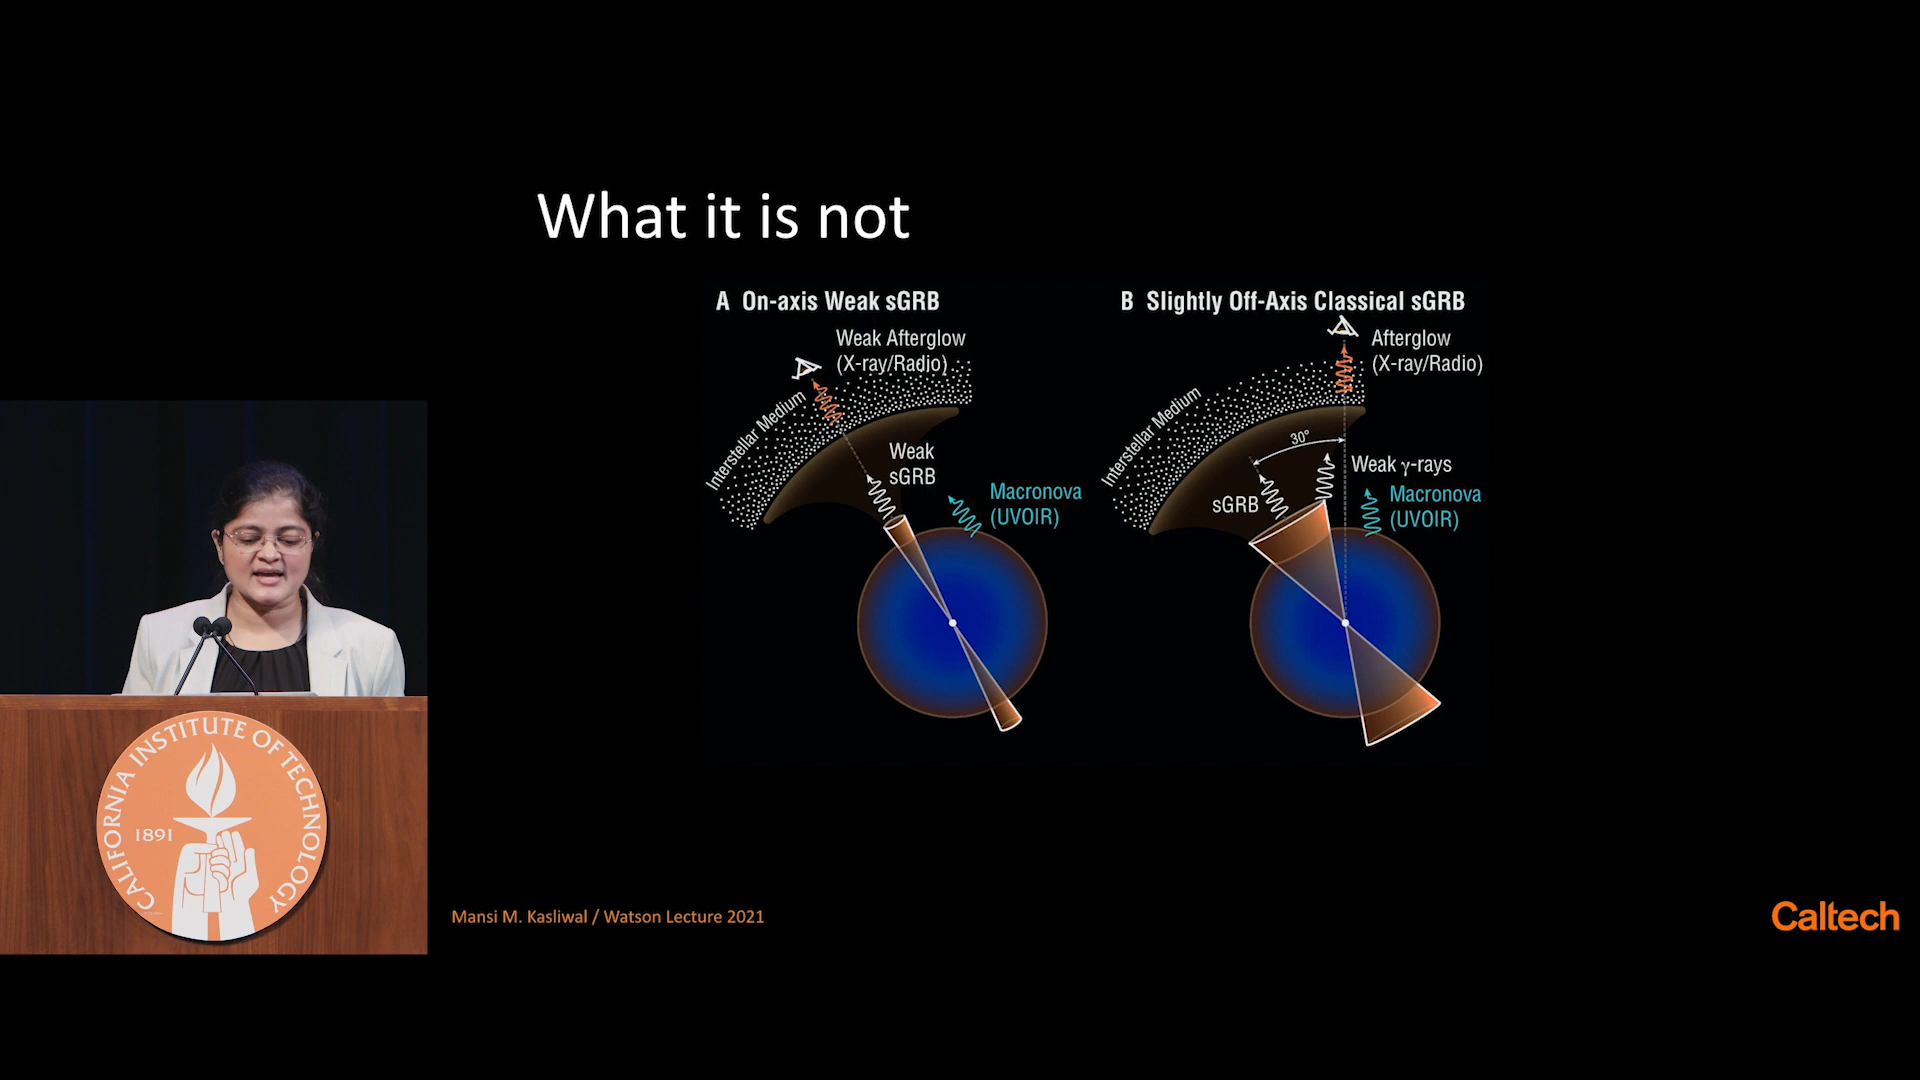 What it is not
A On-axis Weak sGRB
Weak Afterglow
(X-ray/Radio)
Interstellar Medium
Weak
sGRB
Macronova
(UVOIR)
B Slightly Off-Axis Classical sGRB
Afterglow
(X-ray/Radio)
Interstellar Medium
30°
Weak γ-rays
sGRB
Macronova
(UVOIR)
CALIFORNIA INSTITUTE OF TECHNOLOGY
1891
Mansi M. Kasliwal / Watson Lecture 2021
Caltech